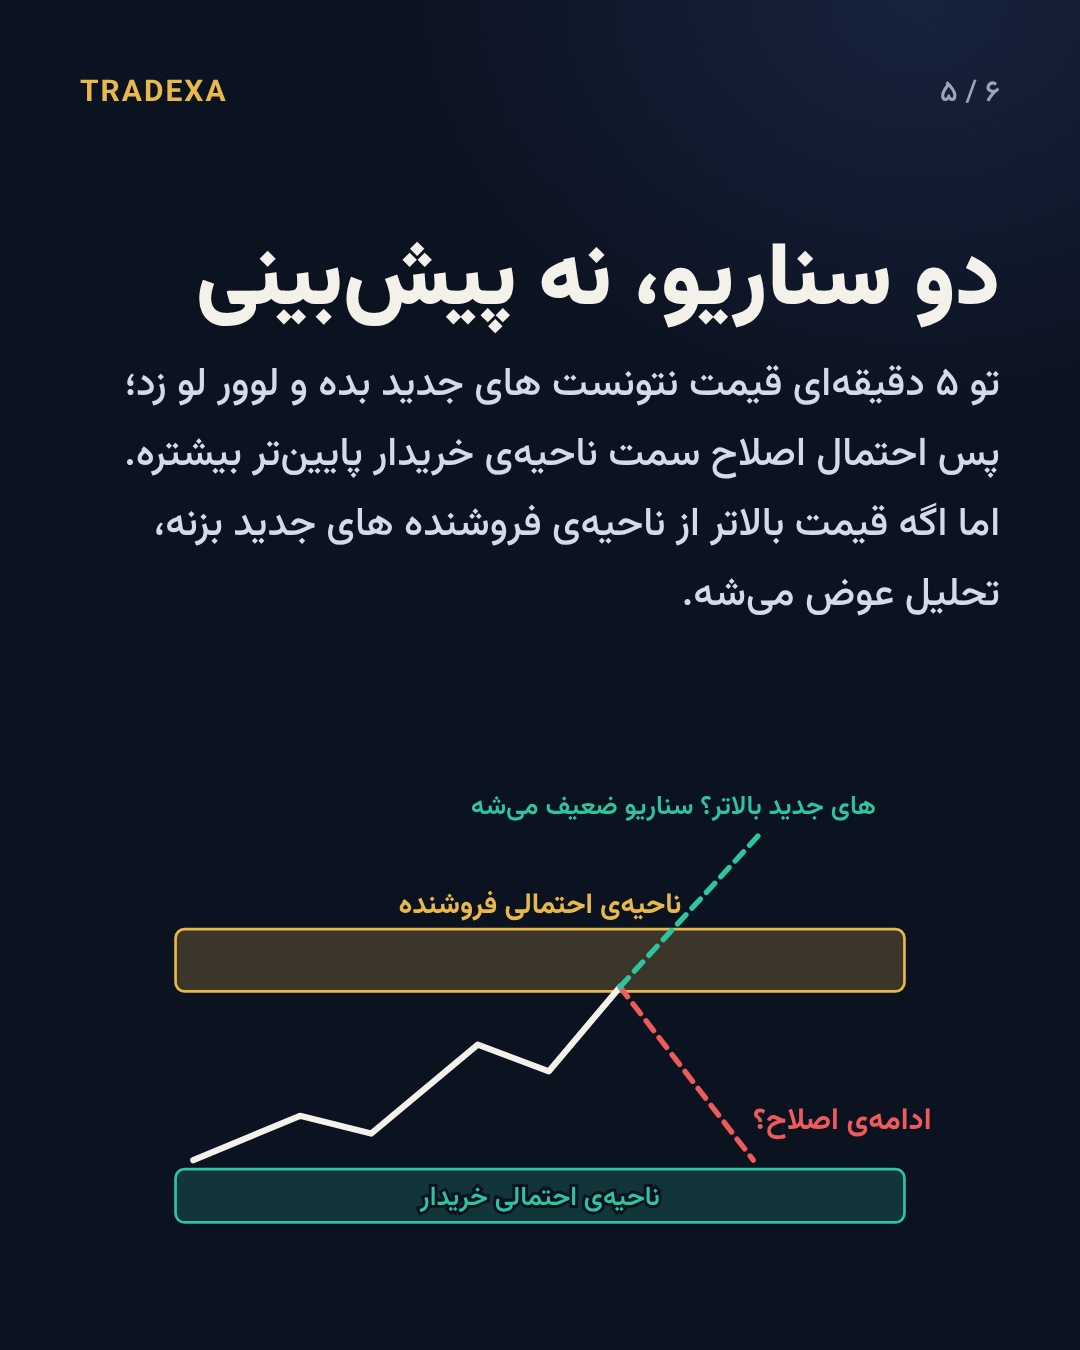 TRADEXA
۵ / ۶
دو سناریو، نه پیش‌بینی
تو ۵ دقیقه‌ای قیمت نتونست های جدید بده و لوور لو زد؛
پس احتمال اصلاح سمت ناحیه‌ی خریدار پایین‌تر بیشتره.
اما اگه قیمت بالاتر از ناحیه‌ی فروشنده های جدید بزنه،
تحلیل عوض می‌شه.
های جدید بالاتر؟ سناریو ضعیف می‌شه
ناحیه‌ی احتمالی فروشنده
ادامه‌ی اصلاح؟
ناحیه‌ی احتمالی خریدار